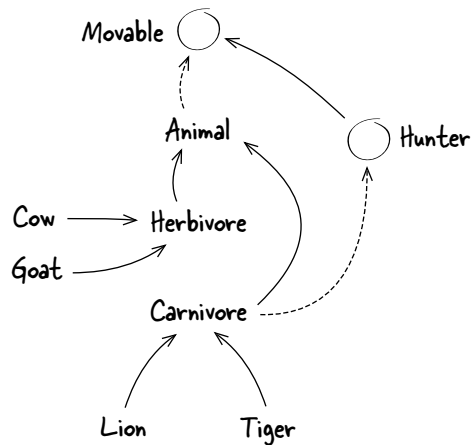 Movable
Animal
Hunter
Cow
Herbivore
Goat
Carnivore
Lion
Tiger